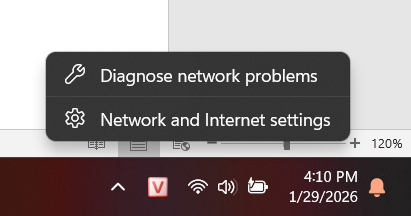 Diagnose network problems
Network and Internet settings
120%
V
4:10 PM
1/29/2026